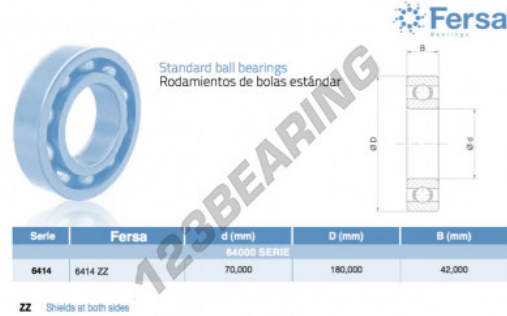 Fersa
Bearings
Standard ball bearings
Rodamientos de bolas estándar
B
Ø D
Ø d
123BEARING
Serie Fersa d (mm) D (mm) B (mm)
64000 SERIE
6414 6414 ZZ 70,000 180,000 42,000
ZZ Shields at both sides